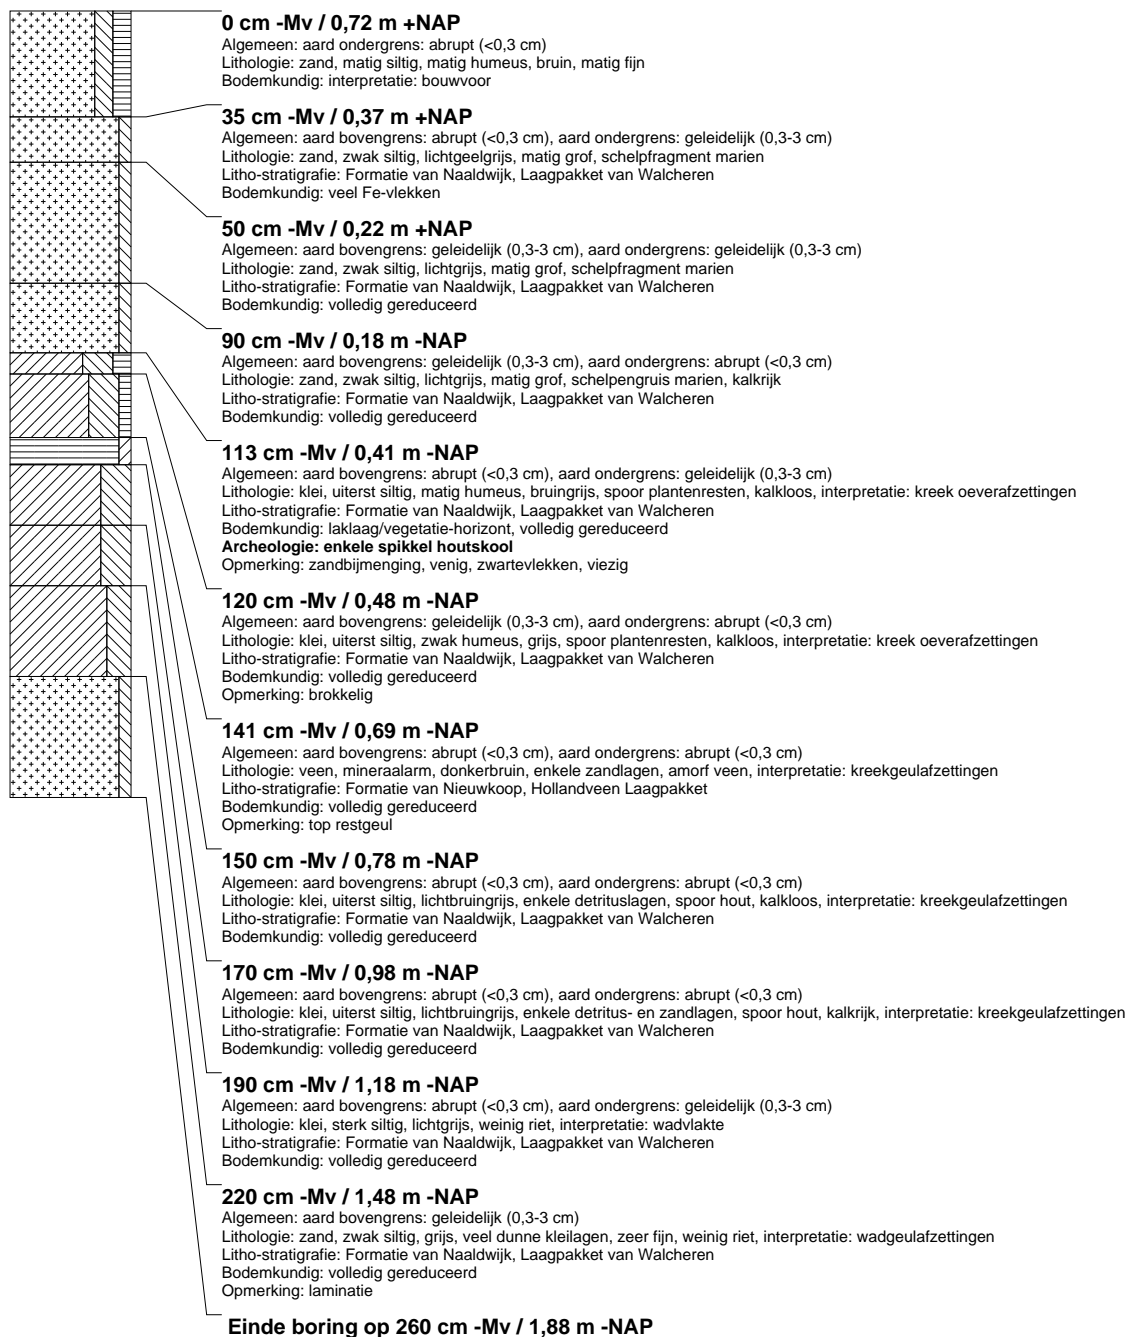 0 cm -Mv / 0,72 m +NAP
Algemeen: aard ondergrens: abrupt (<0,3 cm)
Lithologie: zand, matig siltig, matig humeus, bruin, matig fijn
Bodemkundig: interpretatie: bouwvoor
35 cm -Mv / 0,37 m +NAP
Algemeen: aard bovengrens: abrupt (<0,3 cm), aard ondergrens: geleidelijk (0,3-3 cm)
Lithologie: zand, zwak siltig, lichtgeelgrijs, matig grof, schelpfragment marien
Litho-stratigrafie: Formatie van Naaldwijk, Laagpakket van Walcheren
Bodemkundig: veel Fe-vlekken
50 cm -Mv / 0,22 m +NAP
Algemeen: aard bovengrens: geleidelijk (0,3-3 cm), aard ondergrens: geleidelijk (0,3-3 cm)
Lithologie: zand, zwak siltig, lichtgrijs, matig grof, schelpfragment marien
Litho-stratigrafie: Formatie van Naaldwijk, Laagpakket van Walcheren
Bodemkundig: volledig gereduceerd
90 cm -Mv / 0,18 m -NAP
Algemeen: aard bovengrens: geleidelijk (0,3-3 cm), aard ondergrens: abrupt (<0,3 cm)
Lithologie: zand, zwak siltig, lichtgrijs, matig grof, schelpengruis marien, kalkrijk
Litho-stratigrafie: Formatie van Naaldwijk, Laagpakket van Walcheren
Bodemkundig: volledig gereduceerd
113 cm -Mv / 0,41 m -NAP
Algemeen: aard bovengrens: abrupt (<0,3 cm), aard ondergrens: geleidelijk (0,3-3 cm)
Lithologie: klei, uiterst siltig, matig humeus, bruingrijs, spoor plantenresten, kalkloos, interpretatie: kreek oeverafzettingen
Litho-stratigrafie: Formatie van Naaldwijk, Laagpakket van Walcheren
Bodemkundig: laklaag/vegetatie-horizont, volledig gereduceerd
Archeologie: enkele spikkel houtskool
Opmerking: zandbijmenging, venig, zwartevlekken, viezig
120 cm -Mv / 0,48 m -NAP
Algemeen: aard bovengrens: geleidelijk (0,3-3 cm), aard ondergrens: abrupt (<0,3 cm)
Lithologie: klei, uiterst siltig, zwak humeus, grijs, spoor plantenresten, kalkloos, interpretatie: kreek oeverafzettingen
Litho-stratigrafie: Formatie van Naaldwijk, Laagpakket van Walcheren
Bodemkundig: volledig gereduceerd
Opmerking: brokkelig
141 cm -Mv / 0,69 m -NAP
Algemeen: aard bovengrens: abrupt (<0,3 cm), aard ondergrens: abrupt (<0,3 cm)
Lithologie: veen, mineraalarm, donkerbruin, enkele zandlagen, amorf veen, interpretatie: kreekgeulafzettingen
Litho-stratigrafie: Formatie van Nieuwkoop, Hollandveen Laagpakket
Bodemkundig: volledig gereduceerd
Opmerking: top restgeul
150 cm -Mv / 0,78 m -NAP
Algemeen: aard bovengrens: abrupt (<0,3 cm), aard ondergrens: abrupt (<0,3 cm)
Lithologie: klei, uiterst siltig, lichtbruingrijs, enkele detrituslagen, spoor hout, kalkloos, interpretatie: kreekgeulafzettingen
Litho-stratigrafie: Formatie van Naaldwijk, Laagpakket van Walcheren
Bodemkundig: volledig gereduceerd
170 cm -Mv / 0,98 m -NAP
Algemeen: aard bovengrens: abrupt (<0,3 cm), aard ondergrens: abrupt (<0,3 cm)
Lithologie: klei, uiterst siltig, lichtbruingrijs, enkele detritus- en zandlagen, spoor hout, kalkrijk, interpretatie: kreekgeulafzettingen
Litho-stratigrafie: Formatie van Naaldwijk, Laagpakket van Walcheren
Bodemkundig: volledig gereduceerd
190 cm -Mv / 1,18 m -NAP
Algemeen: aard bovengrens: abrupt (<0,3 cm), aard ondergrens: geleidelijk (0,3-3 cm)
Lithologie: klei, sterk siltig, lichtgrijs, weinig riet, interpretatie: wadvlakte
Litho-stratigrafie: Formatie van Naaldwijk, Laagpakket van Walcheren
Bodemkundig: volledig gereduceerd
220 cm -Mv / 1,48 m -NAP
Algemeen: aard bovengrens: geleidelijk (0,3-3 cm)
Lithologie: zand, zwak siltig, grijs, veel dunne kleilagen, zeer fijn, weinig riet, interpretatie: wadgeulafzettingen
Litho-stratigrafie: Formatie van Naaldwijk, Laagpakket van Walcheren
Bodemkundig: volledig gereduceerd
Opmerking: laminatie
Einde boring op 260 cm -Mv / 1,88 m -NAP